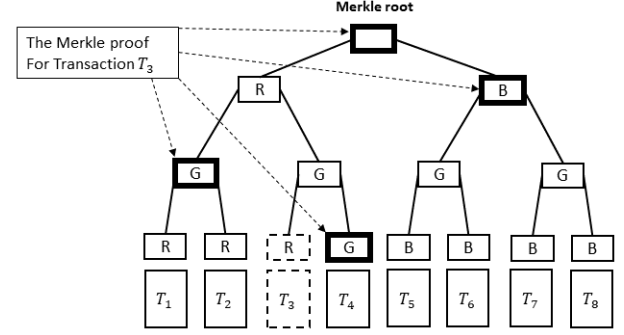 Merkle root
The Merkle proof
For Transaction T₃
R
B
G
G
G
G
R
R
R
G
B
B
B
B
T₁
T₂
T₃
T₄
T₅
T₆
T₇
T₈